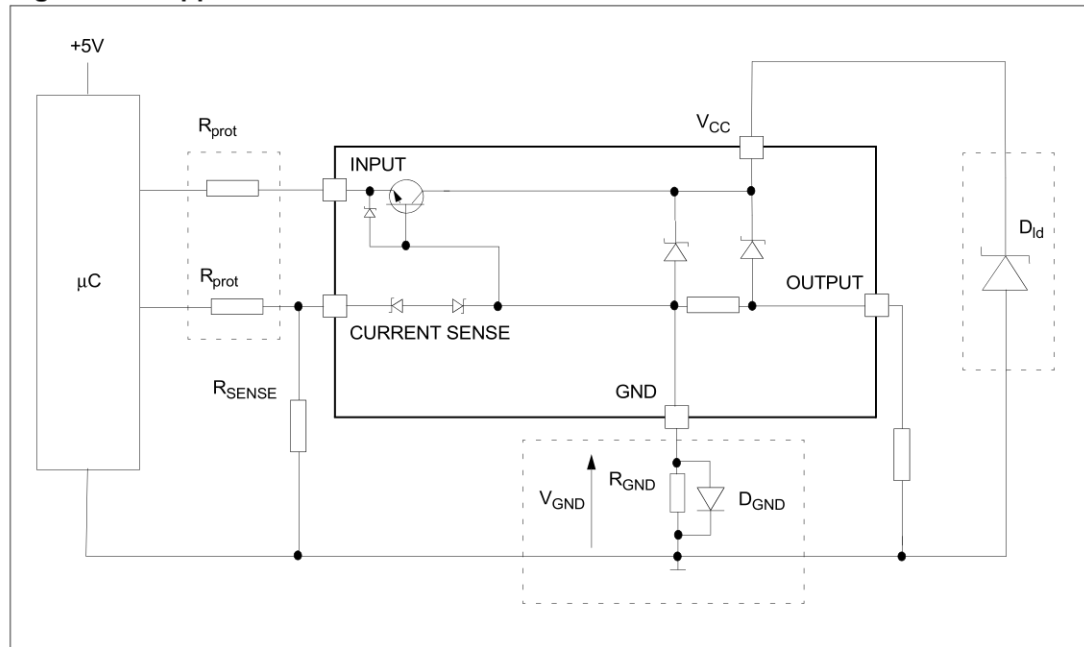 +5V
R_prot
V_CC
INPUT
D_ld
R_prot
OUTPUT
μC
CURRENT SENSE
R_SENSE
GND
R_GND
V_GND
D_GND